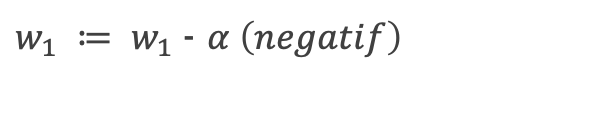 w₁ := w₁ - α (negatif)